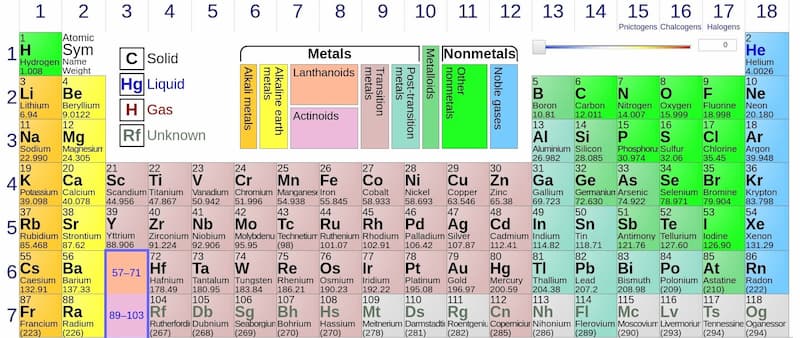 1 2 3 4 5 6 7 8 9 10 11 12 13 14 15 16 17 18
Pnictogens Chalcogens Halogens
1
1 H Hydrogen 1.008
Atomic
Sym
Name
Weight
C Solid
Hg Liquid
H Gas
Rf Unknown
Metals
Alkali metals
Alkaline earth metals
Lanthanoids
Actinoids
Transition metals
Post-transition metals
Metalloids
Nonmetals
Other nonmetals
Noble gases
0
2 He Helium 4.0026
2
3 Li Lithium 6.94
4 Be Beryllium 9.0122
5 B Boron 10.81
6 C Carbon 12.011
7 N Nitrogen 14.007
8 O Oxygen 15.999
9 F Fluorine 18.998
10 Ne Neon 20.180
3
11 Na Sodium 22.990
12 Mg Magnesium 24.305
13 Al Aluminium 26.982
14 Si Silicon 28.085
15 P Phosphoru 30.974
16 S Sulphur 32.06
17 Cl Chlorine 35.45
18 Ar Argon 39.948
4
19 K Potassium 39.098
20 Ca Calcium 40.078
21 Sc Scandium 44.956
22 Ti Titanium 47.867
23 V Vanadium 50.942
24 Cr Chromium 51.996
25 Mn Manganese 54.938
26 Fe Iron 55.845
27 Co Cobalt 58.933
28 Ni Nickel 58.693
29 Cu Copper 63.546
30 Zn Zinc 65.38
31 Ga Gallium 69.723
32 Ge Germaniu 72.630
33 As Arsenic 74.922
34 Se Selenium 78.971
35 Br Bromine 79.904
36 Kr Krypton 83.798
5
37 Rb Rubidium 85.468
38 Sr Strontium 87.62
39 Y Yttrium 88.906
40 Zr Zirconium 91.224
41 Nb Niobium 92.906
42 Mo Molybdenu 95.95
43 Tc Technetium (98)
44 Ru Ruthenium 101.07
45 Rh Rhodium 102.91
46 Pd Palladium 106.42
47 Ag Silver 107.87
48 Cd Cadmium 112.41
49 In Indium 114.82
50 Sn Tin 118.71
51 Sb Antimony 121.76
52 Te Tellurium 127.60
53 I Iodine 126.90
54 Xe Xenon 131.29
6
55 Cs Caesium 132.91
56 Ba Barium 137.33
57–71
72 Hf Hafnium 178.49
73 Ta Tantalum 180.95
74 W Tungsten 183.84
75 Re Rhenium 186.21
76 Os Osmium 190.23
77 Ir Iridium 192.22
78 Pt Platinum 195.08
79 Au Gold 196.97
80 Hg Mercury 200.59
81 Tl Thallium 204.38
82 Pb Lead 207.2
83 Bi Bismuth 208.98
84 Po Polonium (209)
85 At Astatine (210)
86 Rn Radon (222)
7
87 Fr Francium (223)
88 Ra Radium (226)
89–103
104 Rf Rutherfordi (267)
105 Db Dubnium (268)
106 Sg Seaborgiun (269)
107 Bh Bohrium (270)
108 Hs Hassium (270)
109 Mt Meitnerium (278)
110 Ds Darmstadti (281)
111 Rg Roentgeni (282)
112 Cn Coperniciu (285)
113 Nh Nihonium (286)
114 Fl Flerovium (289)
115 Mc Moscovium (290)
116 Lv Livermoriu (293)
117 Ts Tennessine (294)
118 Og Oganesson (294)